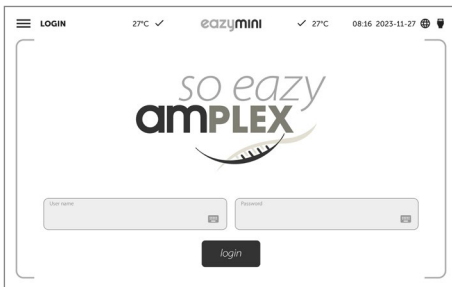 LOGIN 27°C ✓ eazymini ✓ 27°C 08:16 2023-11-27
so eazy
amPLEX
User name Password
login